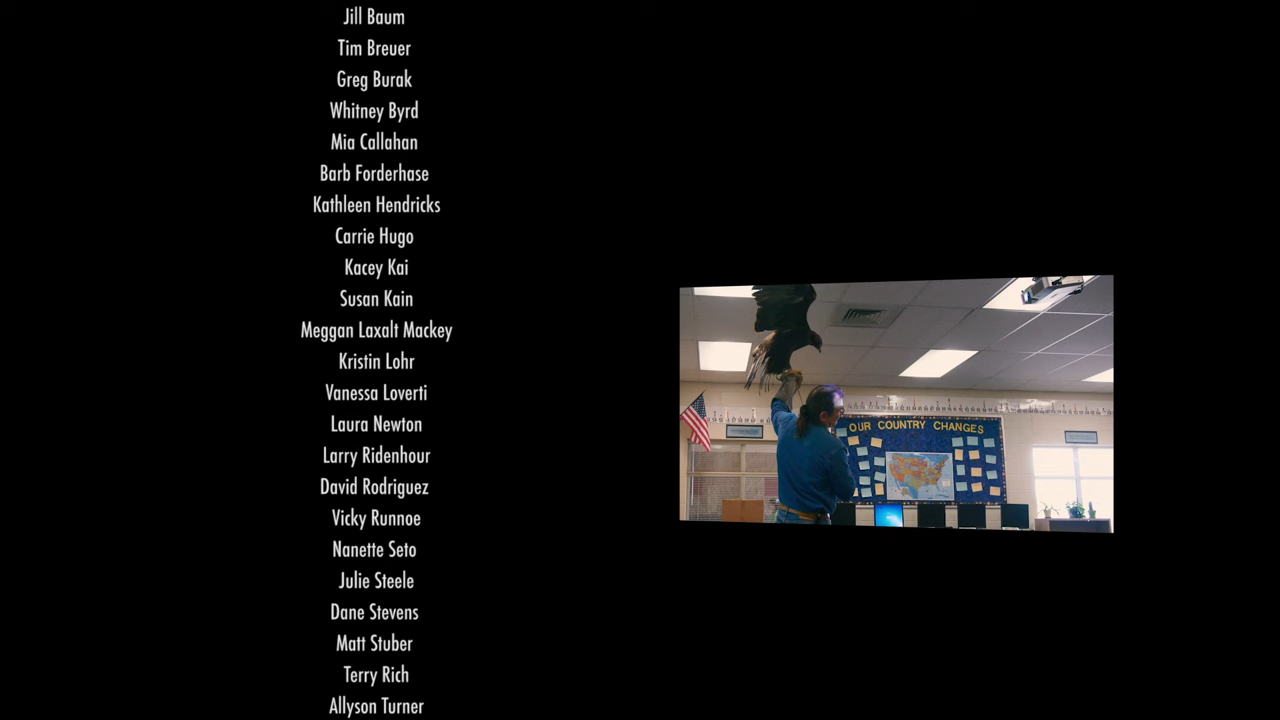 Jill Baum
Tim Breuer
Greg Burak
Whitney Byrd
Mia Callahan
Barb Forderhase
Kathleen Hendricks
Carrie Hugo
Kacey Kai
Susan Kain
Meggan Laxalt Mackey
Kristin Lohr
Vanessa Loverti
Laura Newton
Larry Ridenhour
David Rodriguez
Vicky Runnoe
Nanette Seto
Julie Steele
Dane Stevens
Matt Stuber
Terry Rich
Allyson Turner
OUR COUNTRY CHANGES